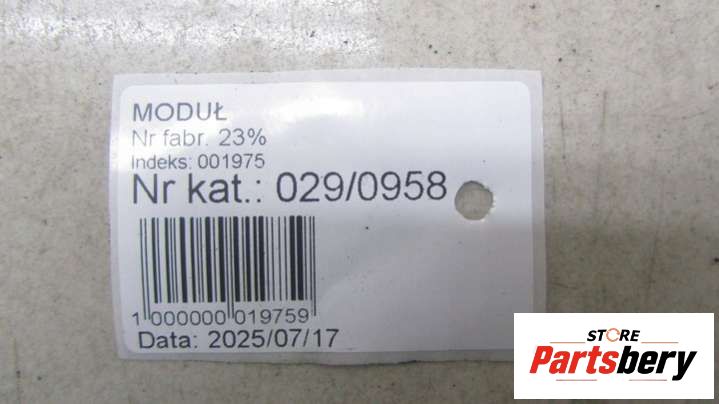 MODUŁ
Nr fabr. 23%
Indeks: 001975
Nr kat.: 029/0958
1 000000 019759
Data: 2025/07/17
STORE
Partsbery